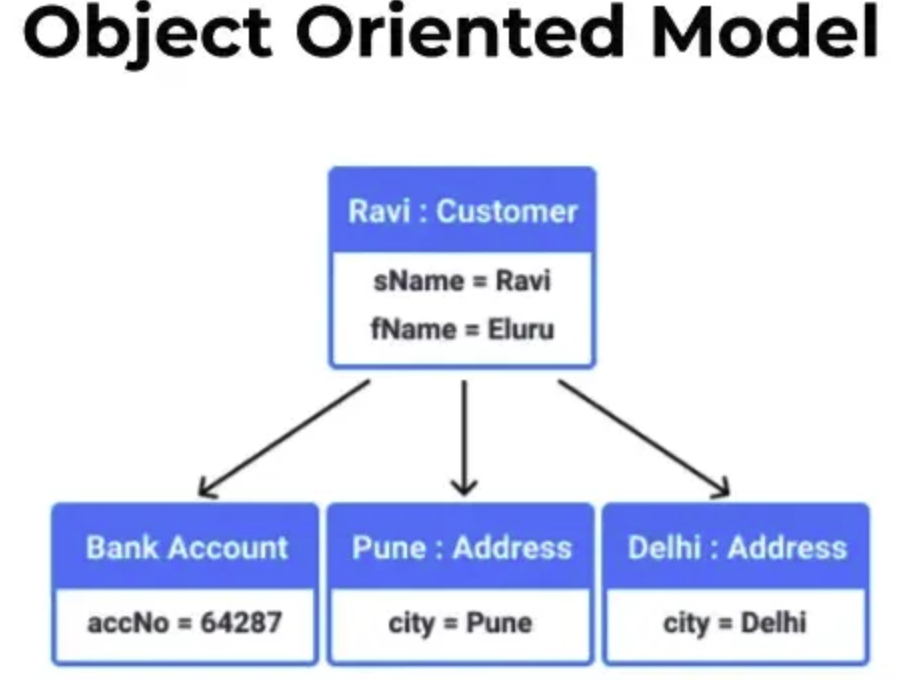 Object Oriented Model
Ravi : Customer
sName = Ravi
fName = Eluru
Bank Account
accNo = 64287
Pune : Address
city = Pune
Delhi : Address
city = Delhi